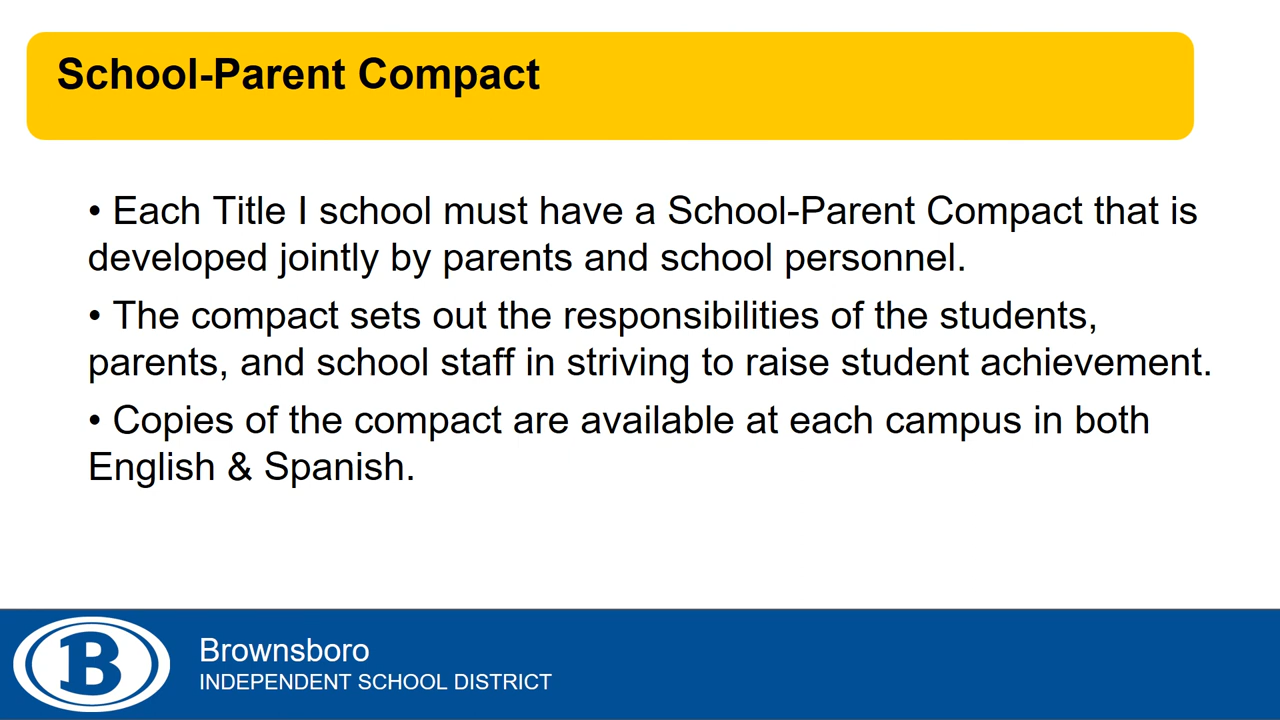 School-Parent Compact
• Each Title I school must have a School-Parent Compact that is
developed jointly by parents and school personnel.
• The compact sets out the responsibilities of the students,
parents, and school staff in striving to raise student achievement.
• Copies of the compact are available at each campus in both
English & Spanish.
B
Brownsboro
INDEPENDENT SCHOOL DISTRICT